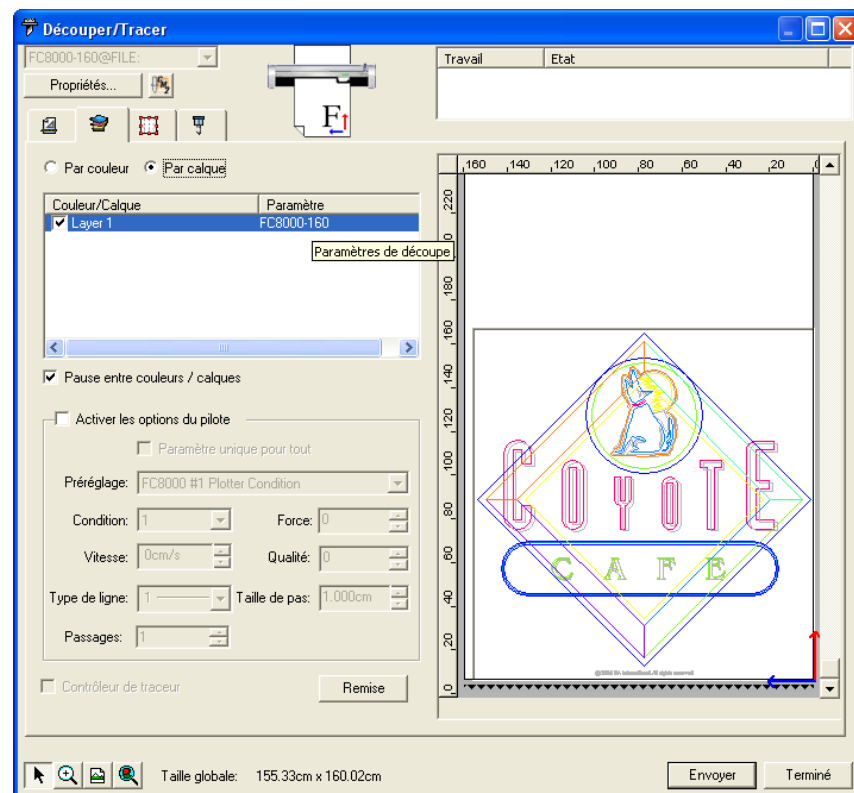 Découper/Tracer
FC8000-160@FILE:
Propriétés...
F
Travail Etat
Par couleur Par calque
Couleur/Calque Paramètre
Layer 1 FC8000-160
Paramètres de découpe
Pause entre couleurs / calques
Activer les options du pilote
Paramètre unique pour tout
Préréglage: FC8000 #1 Plotter Condition
Condition: 1 Force: 0
Vitesse: 0cm/s Qualité: 0
Type de ligne: 1 Taille de pas: 1.000cm
Passages: 1
Contrôleur de traceur Remise
160 140 120 100 80 60 40 20
220
180
160
140
120
100
80
60
40
20
0
COYOTE
CAFE
Taille globale: 155.33cm x 160.02cm
Envoyer Terminé